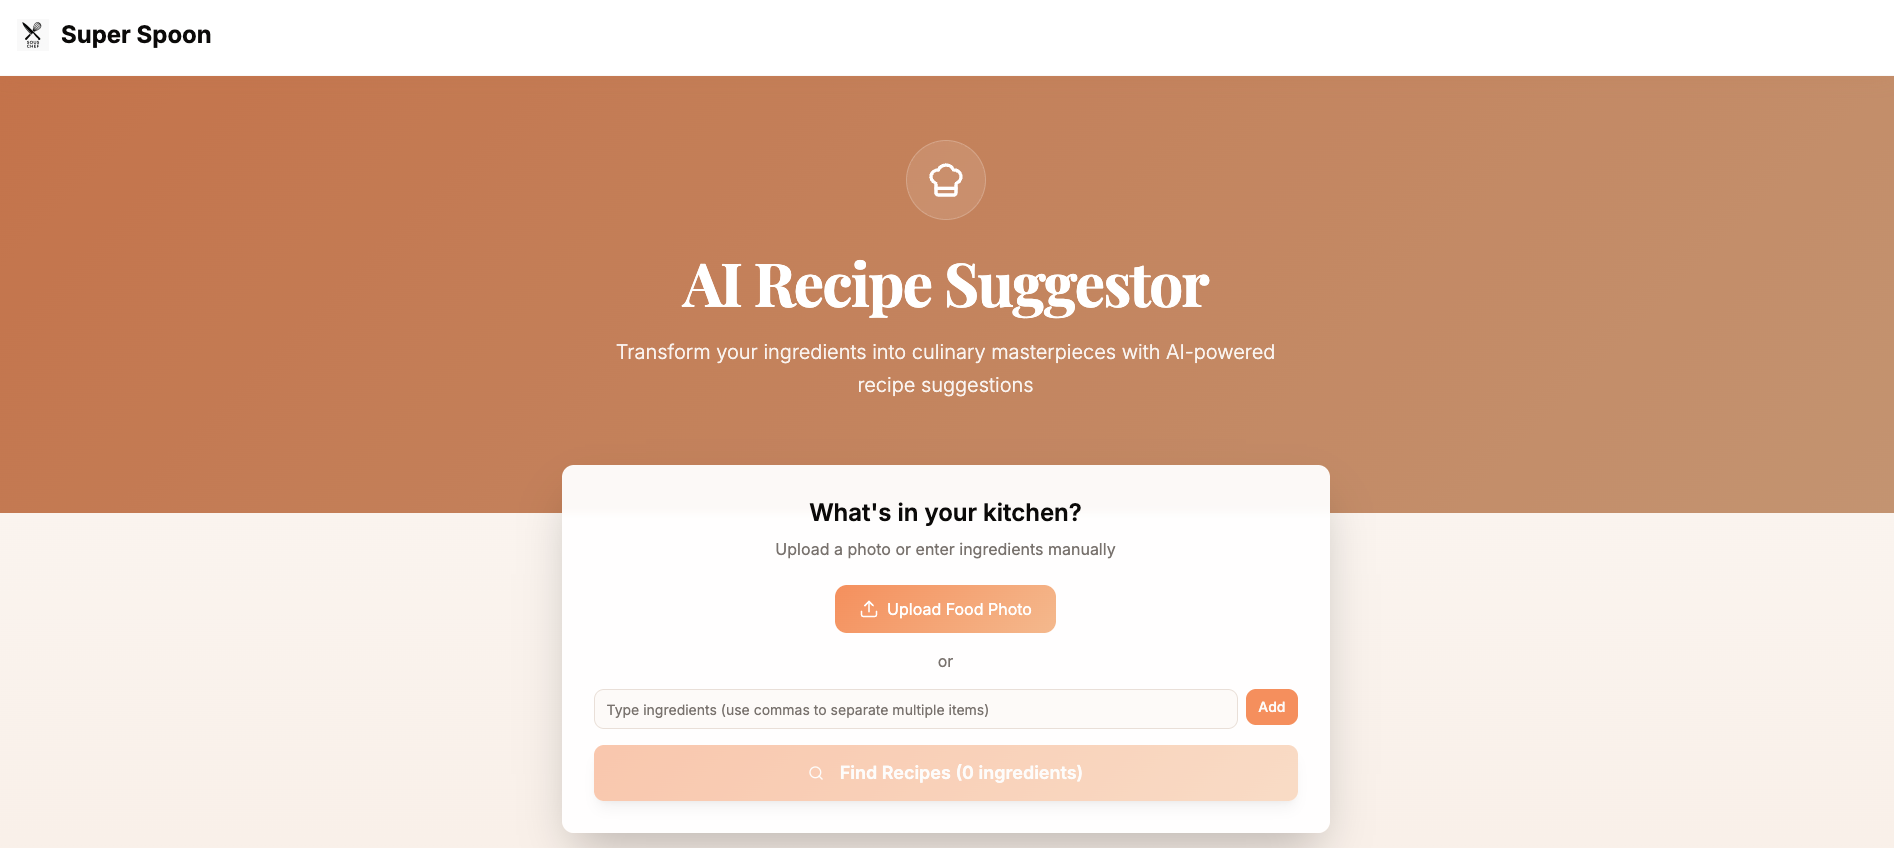 SOUS
CHEF
Super Spoon
AI Recipe Suggestor
Transform your ingredients into culinary masterpieces with AI-powered
recipe suggestions
What's in your kitchen?
Upload a photo or enter ingredients manually
Upload Food Photo
or
Type ingredients (use commas to separate multiple items)
Add
Find Recipes (0 ingredients)